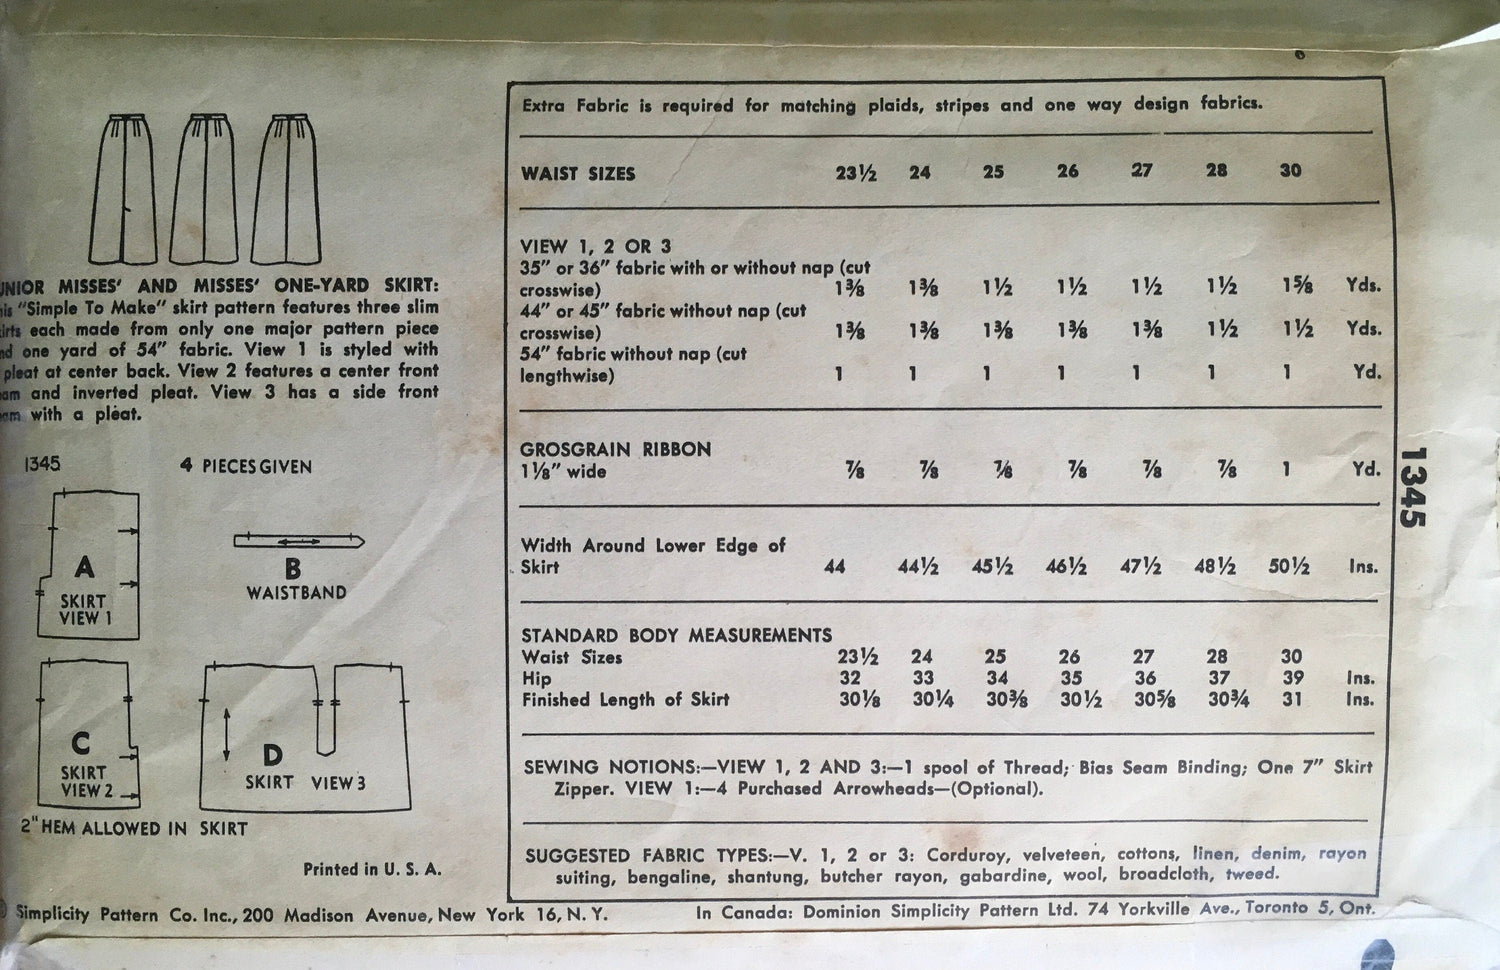 Extra Fabric is required for matching plaids, stripes and one way design fabrics.
WAIST SIZES 23½ 24 25 26 27 28 30
VIEW 1, 2 OR 3
35" or 36" fabric with or without nap (cut
crosswise) 1⅜ 1⅜ 1½ 1½ 1½ 1½ 1⅝ Yds.
44" or 45" fabric without nap (cut
crosswise) 1⅜ 1⅜ 1⅜ 1⅜ 1⅜ 1½ 1½ Yds.
54" fabric without nap (cut
lengthwise) 1 1 1 1 1 1 1 Yd.
GROSGRAIN RIBBON
1⅛" wide ⅞ ⅞ ⅞ ⅞ ⅞ ⅞ 1 Yd.
Width Around Lower Edge of
Skirt 44 44½ 45½ 46½ 47½ 48½ 50½ Ins.
STANDARD BODY MEASUREMENTS
Waist Sizes 23½ 24 25 26 27 28 30
Hip 32 33 34 35 36 37 39 Ins.
Finished Length of Skirt 30⅛ 30¼ 30⅜ 30½ 30⅝ 30¾ 31 Ins.
SEWING NOTIONS:—VIEW 1, 2 AND 3:—1 spool of Thread; Bias Seam Binding; One 7" Skirt
Zipper. VIEW 1:—4 Purchased Arrowheads—(Optional).
SUGGESTED FABRIC TYPES:—V. 1, 2 or 3: Corduroy, velveteen, cottons, linen, denim, rayon
suiting, bengaline, shantung, butcher rayon, gabardine, wool, broadcloth, tweed.
1345
NIOR MISSES' AND MISSES' ONE-YARD SKIRT:
is "Simple To Make" skirt pattern features three slim
irts each made from only one major pattern piece
nd one yard of 54" fabric. View 1 is styled with
pleat at center back. View 2 features a center front
am and inverted pleat. View 3 has a side front
am with a pleat.
1345 4 PIECES GIVEN
A
SKIRT
VIEW 1
B
WAISTBAND
C
SKIRT
VIEW 2
D
SKIRT VIEW 3
2" HEM ALLOWED IN SKIRT
Printed in U. S. A.
Simplicity Pattern Co. Inc., 200 Madison Avenue, New York 16, N. Y. In Canada: Dominion Simplicity Pattern Ltd. 74 Yorkville Ave., Toronto 5, Ont.